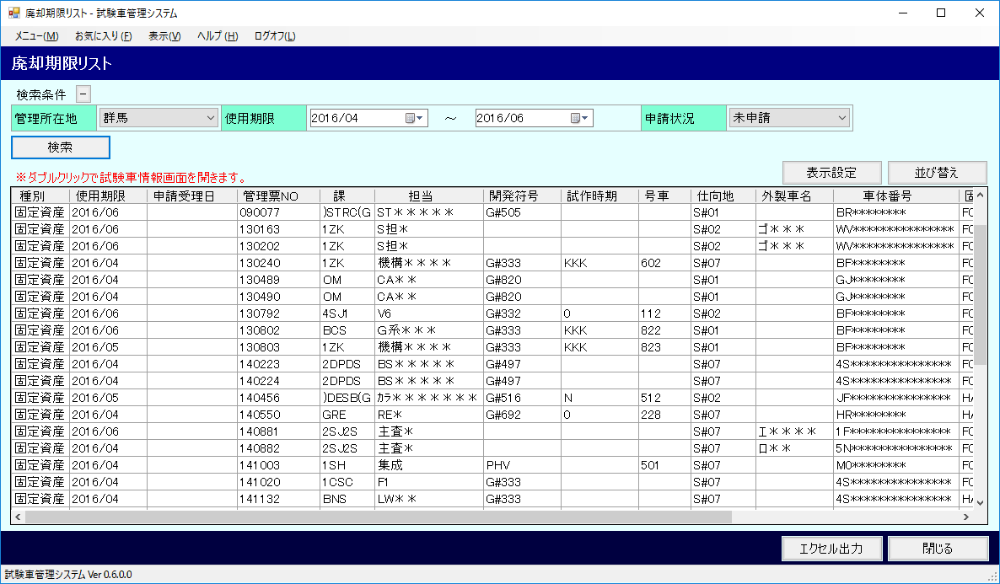 廃却期限リスト - 試験車管理システム
メニュー(M) お気に入り(F) 表示(V) ヘルプ(H) ログオフ(L)
廃却期限リスト
検索条件 −
管理所在地 群馬 使用期限 2016/04 ～ 2016/06 申請状況 未申請
検索
※ダブルクリックで試験車情報画面を開きます。 表示設定 並び替え
種別 使用期限 申請受理日 管理票NO 課 担当 開発符号 試作時期 号車 仕向地 外製車名 車体番号 固
固定資産 2016/06 090077 )STRC(G ST＊＊＊＊＊ G#505 S#01 BR******** FC
固定資産 2016/06 130163 1ZK S担＊ S#02 ゴ＊＊＊ WV*************** FC
固定資産 2016/06 130202 1ZK S担＊ S#02 ゴ＊＊＊ WV*************** FC
固定資産 2016/04 130240 1ZK 機構＊＊＊＊ G#333 KKK 602 S#07 BF******** FC
固定資産 2016/04 130489 OM CA＊＊ G#820 S#01 GJ******** FC
固定資産 2016/04 130490 OM CA＊＊ G#820 S#01 GJ******** FC
固定資産 2016/06 130792 4SJ1 V6 G#332 0 112 S#02 BF******** FC
固定資産 2016/06 130802 BCS G系＊＊＊ G#333 KKK 822 S#01 BF******** FC
固定資産 2016/05 130803 1ZK 機構＊＊＊＊ G#333 KKK 823 S#01 BF******** FC
固定資産 2016/04 140223 2DPDS BS＊＊＊＊＊ G#497 S#07 4S*************** FC
固定資産 2016/04 140224 2DPDS BS＊＊＊＊＊ G#497 S#07 4S*************** FC
固定資産 2016/05 140456 )DESB(G ｶﾗ＊＊＊＊＊＊＊ G#516 N 512 S#02 JF*************** HA
固定資産 2016/04 140550 GRE RE＊ G#692 0 228 S#07 HR******** FC
固定資産 2016/06 140881 2SJ2S 主査＊ S#07 エ＊＊＊＊ 1F*************** FC
固定資産 2016/04 140882 2SJ2S 主査＊ S#07 ロ＊＊ 5N*************** FC
固定資産 2016/04 141003 1SH 集成 PHV 501 S#07 M0******** FC
固定資産 2016/04 141020 1CSC F1 G#333 S#07 4S*************** FC
固定資産 2016/04 141132 BNS LW＊＊ G#333 S#07 4S*************** HA
エクセル出力 閉じる
試験車管理システム Ver 0.6.0.0